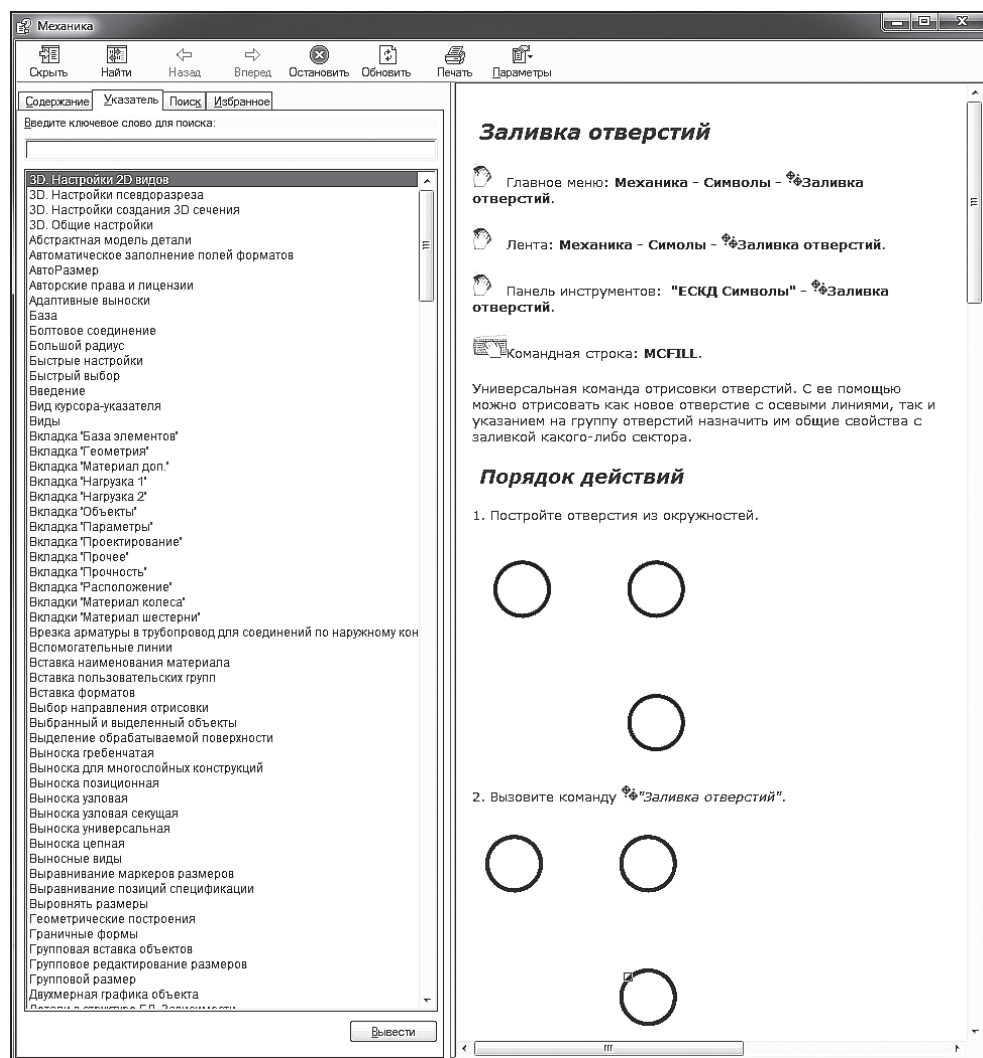 Механика
Скрыть Найти Назад Вперед Остановить Обновить Печать Параметры
Содержание Указатель Поиск Избранное
Введите ключевое слово для поиска:
3D. Настройки 2D видов
3D. Настройки псевдоразреза
3D. Настройки создания 3D сечения
3D. Общие настройки
Абстрактная модель детали
Автоматическое заполнение полей форматов
АвтоРазмер
Авторские права и лицензии
Адаптивные выноски
База
Болтовое соединение
Большой радиус
Быстрые настройки
Быстрый выбор
Введение
Вид курсора-указателя
Виды
Вкладка "База элементов"
Вкладка "Геометрия"
Вкладка "Материал доп."
Вкладка "Нагрузка 1"
Вкладка "Нагрузка 2"
Вкладка "Объекты"
Вкладка "Параметры"
Вкладка "Проектирование"
Вкладка "Прочее"
Вкладка "Прочность"
Вкладка "Расположение"
Вкладки "Материал колеса"
Вкладки "Материал шестерни"
Врезка арматуры в трубопровод для соединений по наружному кон
Вспомогательные линии
Вставка наименования материала
Вставка пользовательских групп
Вставка форматов
Выбор направления отрисовки
Выбранный и выделенный объекты
Выделение обрабатываемой поверхности
Выноска гребенчатая
Выноска для многослойных конструкций
Выноска позиционная
Выноска узловая
Выноска узловая секущая
Выноска универсальная
Выноска цепная
Выносные виды
Выравнивание маркеров размеров
Выравнивание позиций спецификации
Выровнять размеры
Геометрические построения
Граничные формы
Групповая вставка объектов
Групповое редактирование размеров
Групповой размер
Двухмерная графика объекта
Детали в структуре БД. Зависимости
Вывести
Заливка отверстий
Главное меню: Механика - Символы - Заливка
отверстий.
Лента: Механика - Симолы - Заливка отверстий.
Панель инструментов: "ЕСКД Символы" - Заливка
отверстий.
Командная строка: MCFILL.
Универсальная команда отрисовки отверстий. С ее помощью
можно отрисовать как новое отверстие с осевыми линиями, так и
указанием на группу отверстий назначить им общие свойства с
заливкой какого-либо сектора.
Порядок действий
1. Постройте отверстия из окружностей.
2. Вызовите команду "Заливка отверстий".